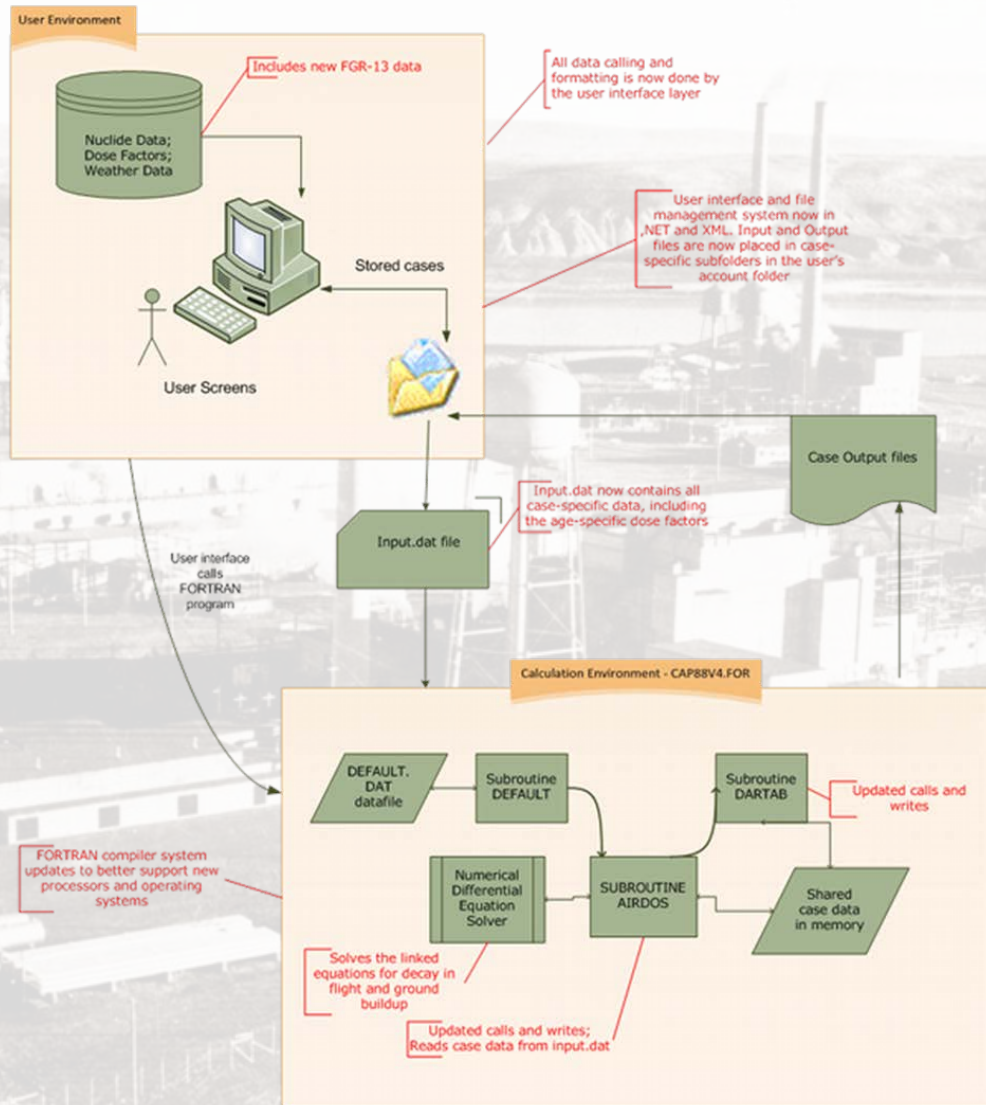 User Environment
Includes new FGR-13 data
Nuclide Data;
Dose Factors;
Weather Data
All data calling and
formatting is now done by
the user interface layer
User interface and file
management system now in
.NET and XML. Input and Output
files are now placed in case-
specific subfolders in the user's
account folder
Stored cases
User Screens
Case Output files
Input.dat now contains all
case-specific data, including
the age-specific dose factors
Input.dat file
User interface
calls
FORTRAN
program
Calculation Environment - CAP88V4.FOR
DEFAULT.
DAT
datafile
Subroutine
DEFAULT
Subroutine
DARTAB
Updated calls and
writes
FORTRAN compiler system
updates to better support new
processors and operating
systems
Numerical
Differential
Equation
Solver
SUBROUTINE
AIRDOS
Shared
case data
in memory
Solves the linked
equations for decay in
flight and ground
buildup
Updated calls and writes;
Reads case data from input.dat